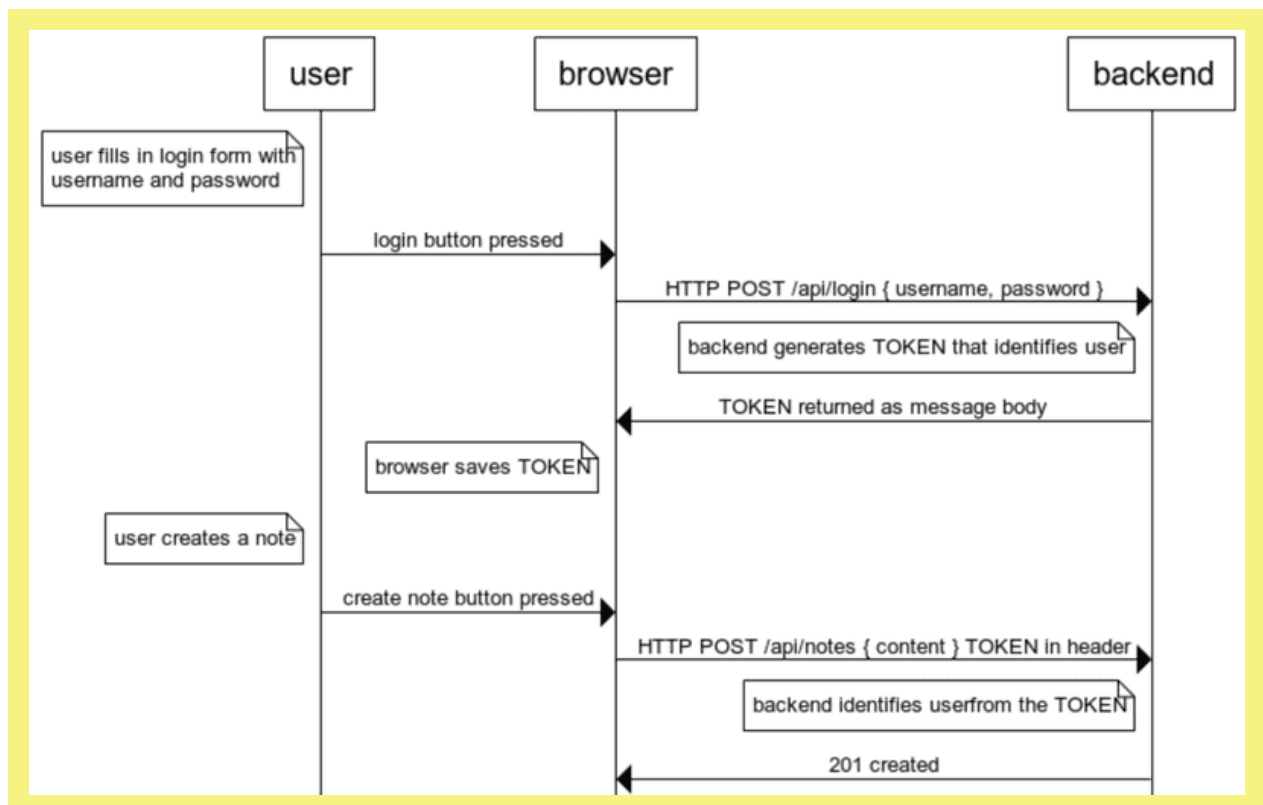 user
browser
backend
user fills in login form with
username and password
login button pressed
HTTP POST /api/login { username, password }
backend generates TOKEN that identifies user
TOKEN returned as message body
browser saves TOKEN
user creates a note
create note button pressed
HTTP POST /api/notes { content } TOKEN in header
backend identifies userfrom the TOKEN
201 created